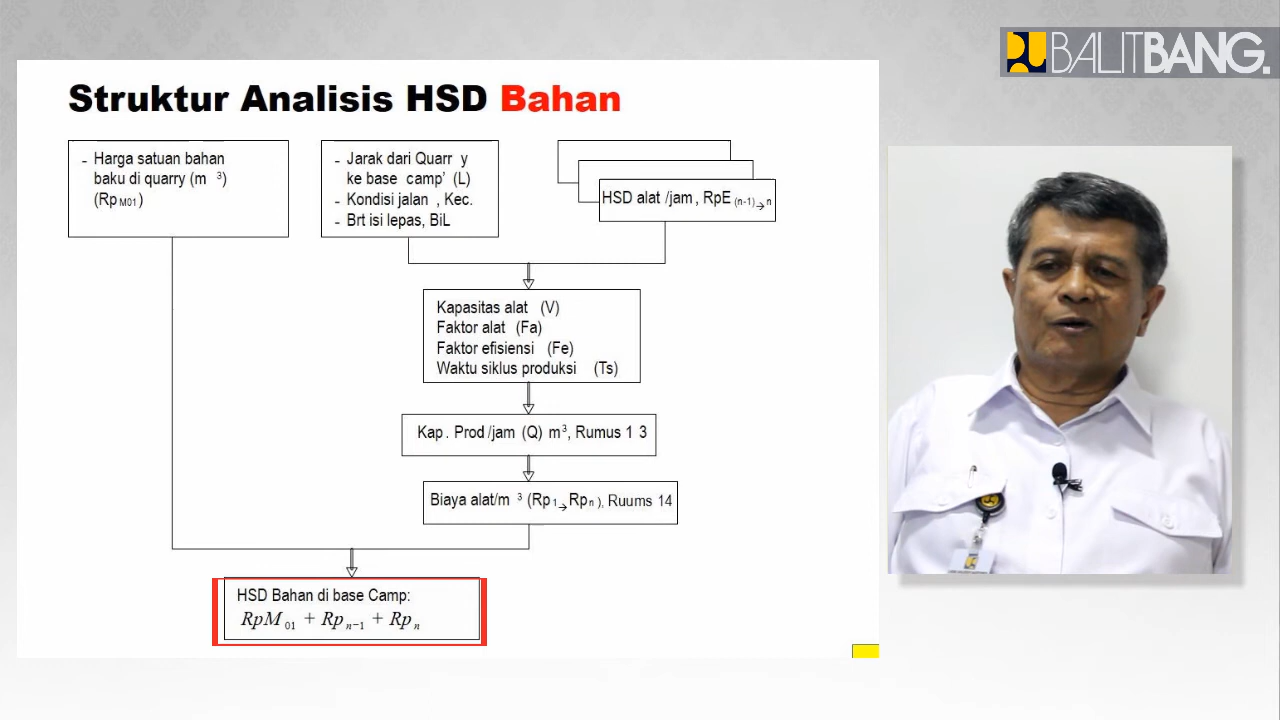 BALITBANG.
Struktur Analisis HSD Bahan
- Harga satuan bahan
baku di quarry (m 3)
(Rp M01)
- Jarak dari Quarr y
ke base camp' (L)
- Kondisi jalan , Kec.
- Brt isi lepas, BiL
HSD alat /jam , RpE (n-1)→n
Kapasitas alat (V)
Faktor alat (Fa)
Faktor efisiensi (Fe)
Waktu siklus produksi (Ts)
Kap . Prod /jam (Q) m3, Rumus 1 3
Biaya alat/m 3 (Rp 1→Rp n ), Ruums 14
HSD Bahan di base Camp:
RpM 01 + Rp n−1 + Rp n